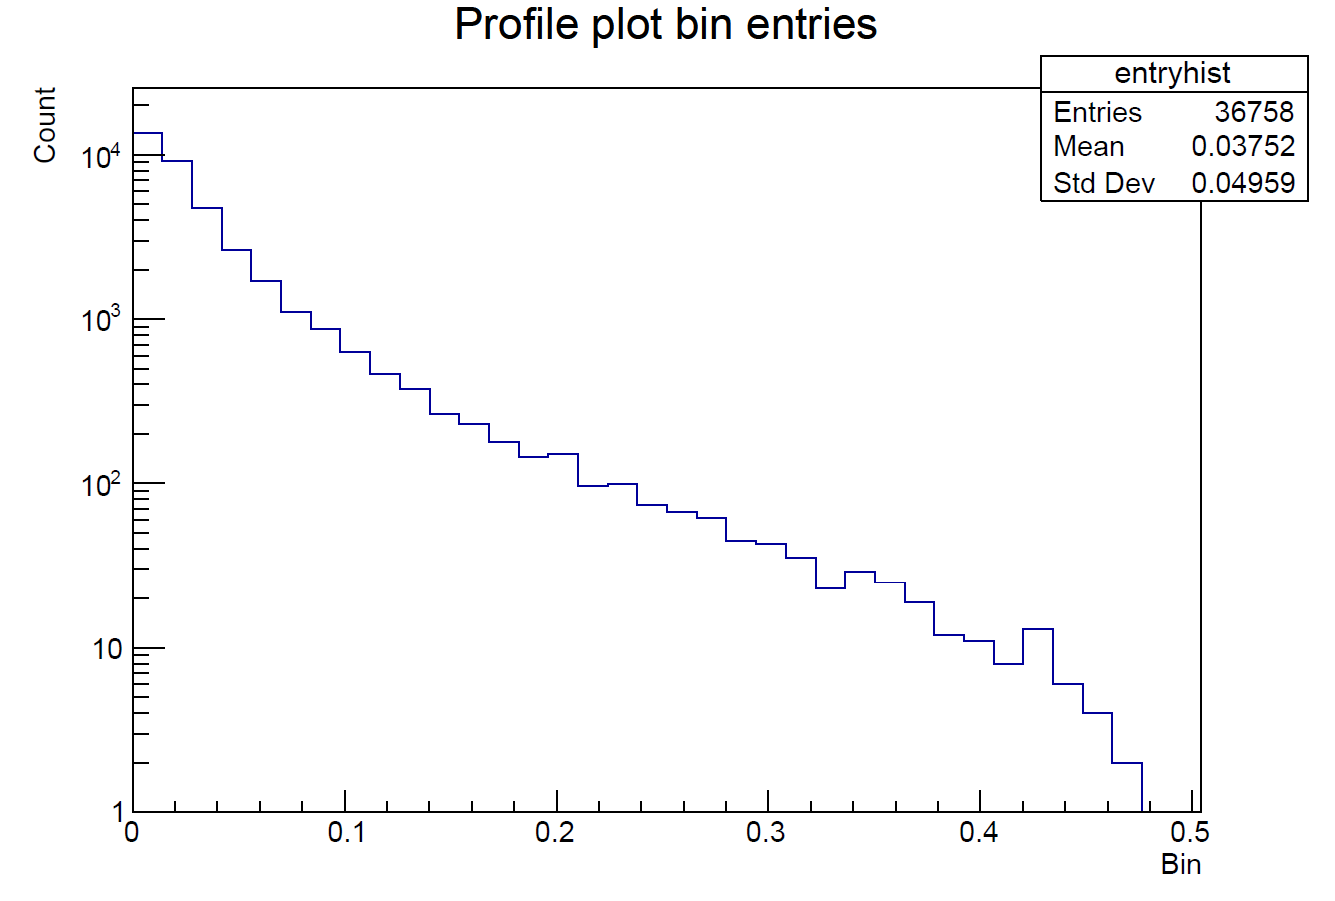 Profile plot bin entries
entryhist
Entries 36758
Mean 0.03752
Std Dev 0.04959
Count
10^4
10^3
10^2
10
1
0 0.1 0.2 0.3 0.4 0.5
Bin